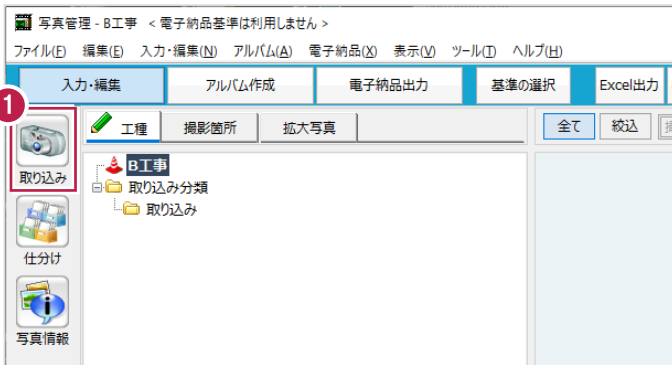 写真管理 - B工事 < 電子納品基準は利用しません >
ファイル(F) 編集(E) 入力・編集(N) アルバム(A) 電子納品(X) 表示(V) ツール(T) ヘルプ(H)
入力・編集 アルバム作成 電子納品出力 基準の選択 Excel出力
1
工種 撮影箇所 拡大写真 全て 絞込
取り込み
B工事
取り込み分類
取り込み
仕分け
写真情報